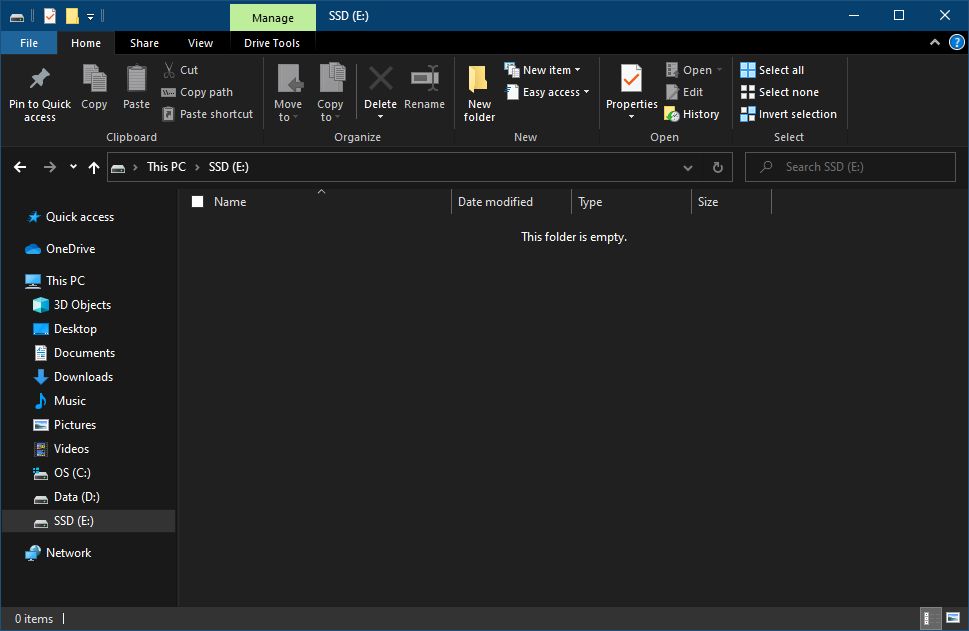 Manage
SSD (E:)
File
Home
Share
View
Drive Tools
?
Pin to Quick
access
Copy
Paste
Cut
Copy path
Paste shortcut
Clipboard
Move
to
Copy
to
Delete
Rename
Organize
New
folder
New item
Easy access
New
Properties
Open
Edit
History
Open
Select all
Select none
Invert selection
Select
This PC
SSD (E:)
Search SSD (E:)
Name
Date modified
Type
Size
This folder is empty.
Quick access
OneDrive
This PC
3D Objects
Desktop
Documents
Downloads
Music
Pictures
Videos
OS (C:)
Data (D:)
SSD (E:)
Network
0 items